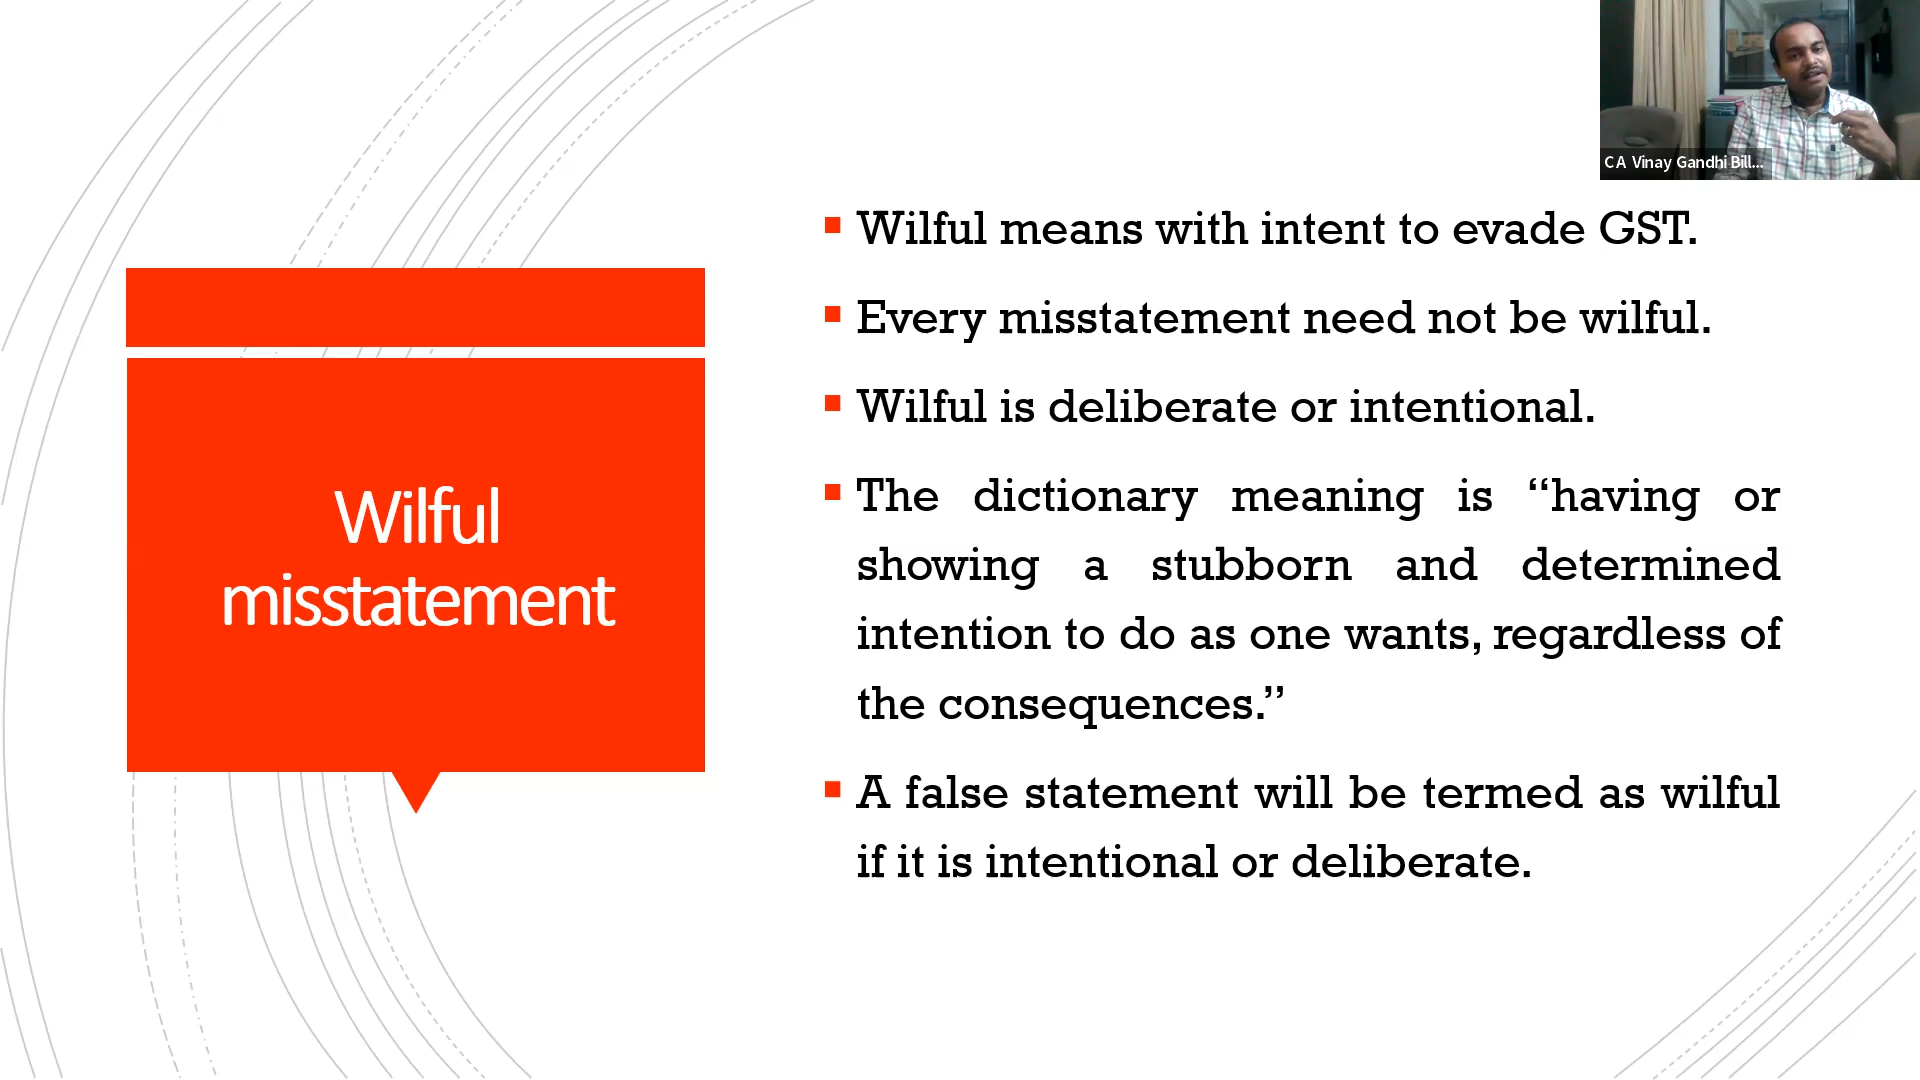 C A Vinay Gandhi Bill...
Wilful
misstatement
Wilful means with intent to evade GST.
Every misstatement need not be wilful.
Wilful is deliberate or intentional.
The dictionary meaning is “having or
showing a stubborn and determined
intention to do as one wants, regardless of
the consequences.”
A false statement will be termed as wilful
if it is intentional or deliberate.